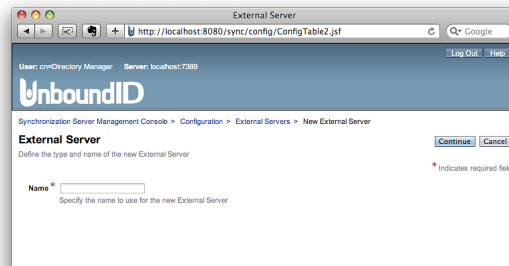 External Server
http://localhost:8080/sync/config/ConfigTable2.jsf
Google
Log Out Help
User: cn=Directory Manager Server: localhost:7389
UnboundID
Synchronization Server Management Console > Configuration > External Servers > New External Server
External Server
Continue Cancel
Define the type and name of the new External Server
* Indicates required fiel
Name *
Specify the name to use for the new External Server